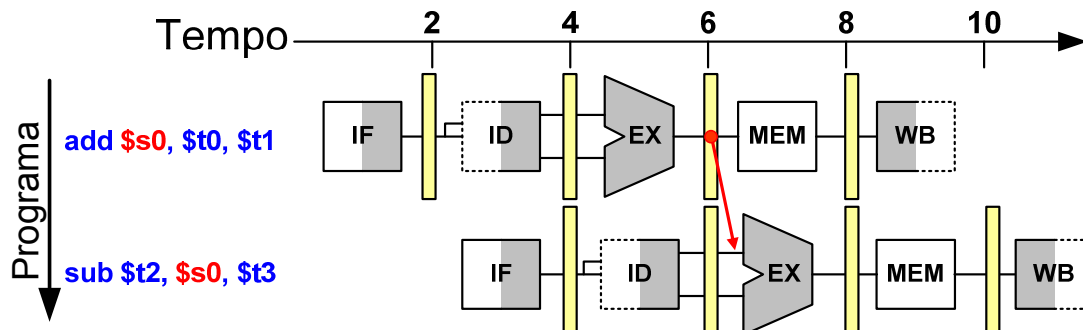 Tempo 2 4 6 8 10
Programa
add $s0, $t0, $t1 IF ID EX MEM WB
sub $t2, $s0, $t3 IF ID EX MEM WB